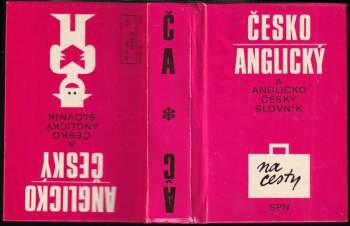 ČESKO
ANGLICKÝ
A
ANGLICKO
ČESKÝ
SLOVNÍK
na
cesty
SPN
ČA
*
AČ
ANGLICKO
ČESKÝ
A
ČESKO
ANGLICKÝ
SLOVNÍK